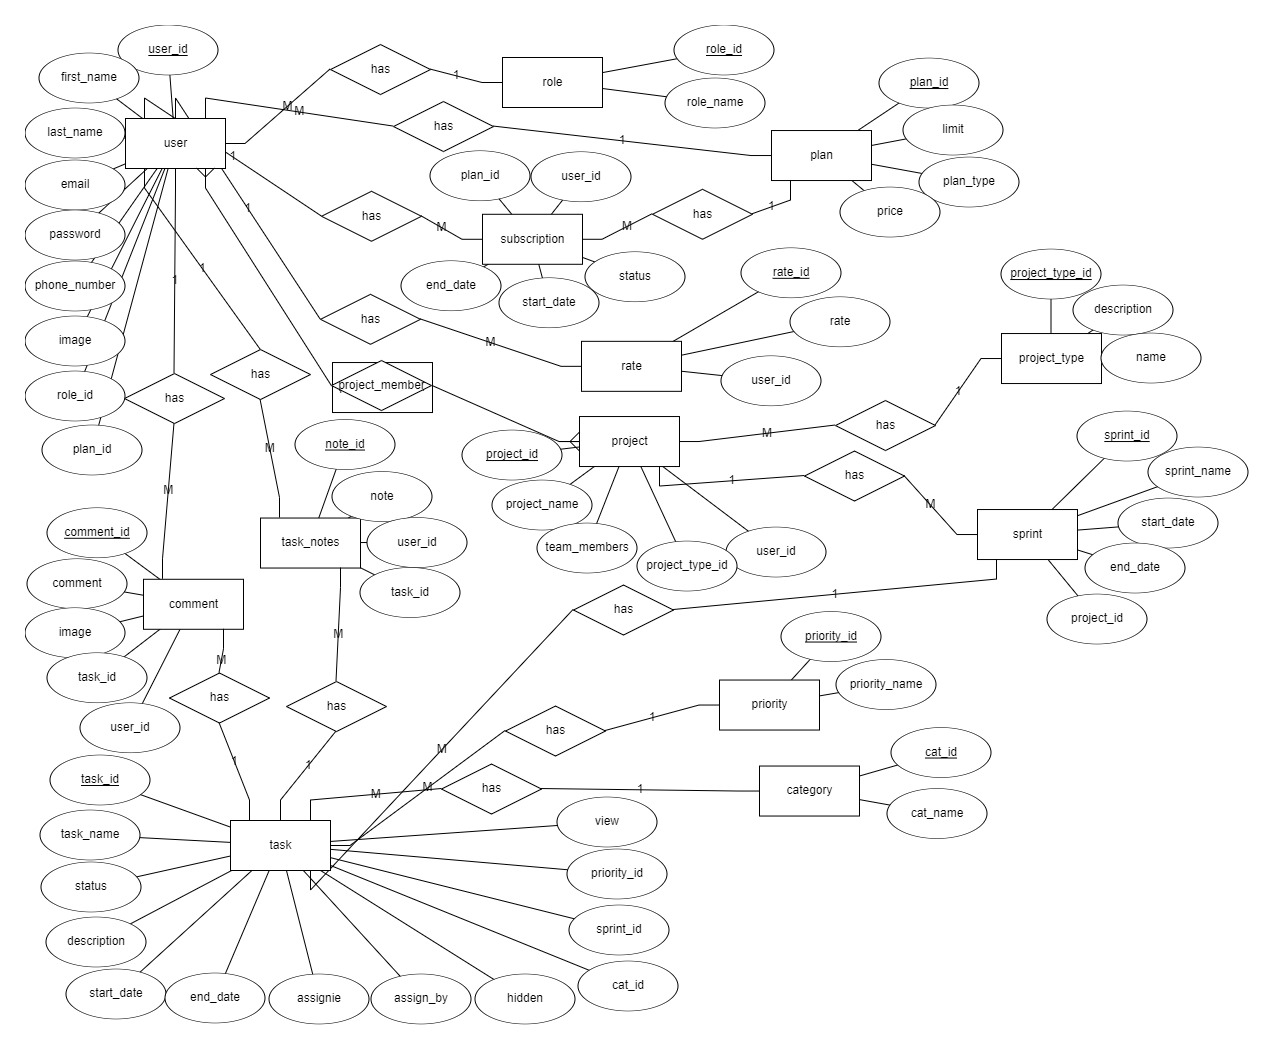 user_id
first_name
has
1
role
role_id
role_name
last_name
M
M
has
1
plan
plan_id
limit
plan_type
price
user
1
email
password
phone_number
image
role_id
plan_id
has
M
subscription
plan_id
user_id
end_date
start_date
status
M
has
1
1
has
M
rate
rate_id
rate
user_id
1
1
has
has
project_member
M
M
project
project_id
project_name
team_members
project_type_id
user_id
M
has
1
project_type
project_type_id
description
name
1
has
M
sprint
sprint_id
sprint_name
start_date
end_date
project_id
note_id
note
task_notes
user_id
task_id
comment_id
comment
comment
image
task_id
user_id
M
has
1
M
has
1
has
1
M
priority_id
priority
priority_name
has
1
M
M
has
1
category
cat_id
cat_name
task
task_id
task_name
status
description
start_date
end_date
assignie
assign_by
hidden
cat_id
sprint_id
priority_id
view